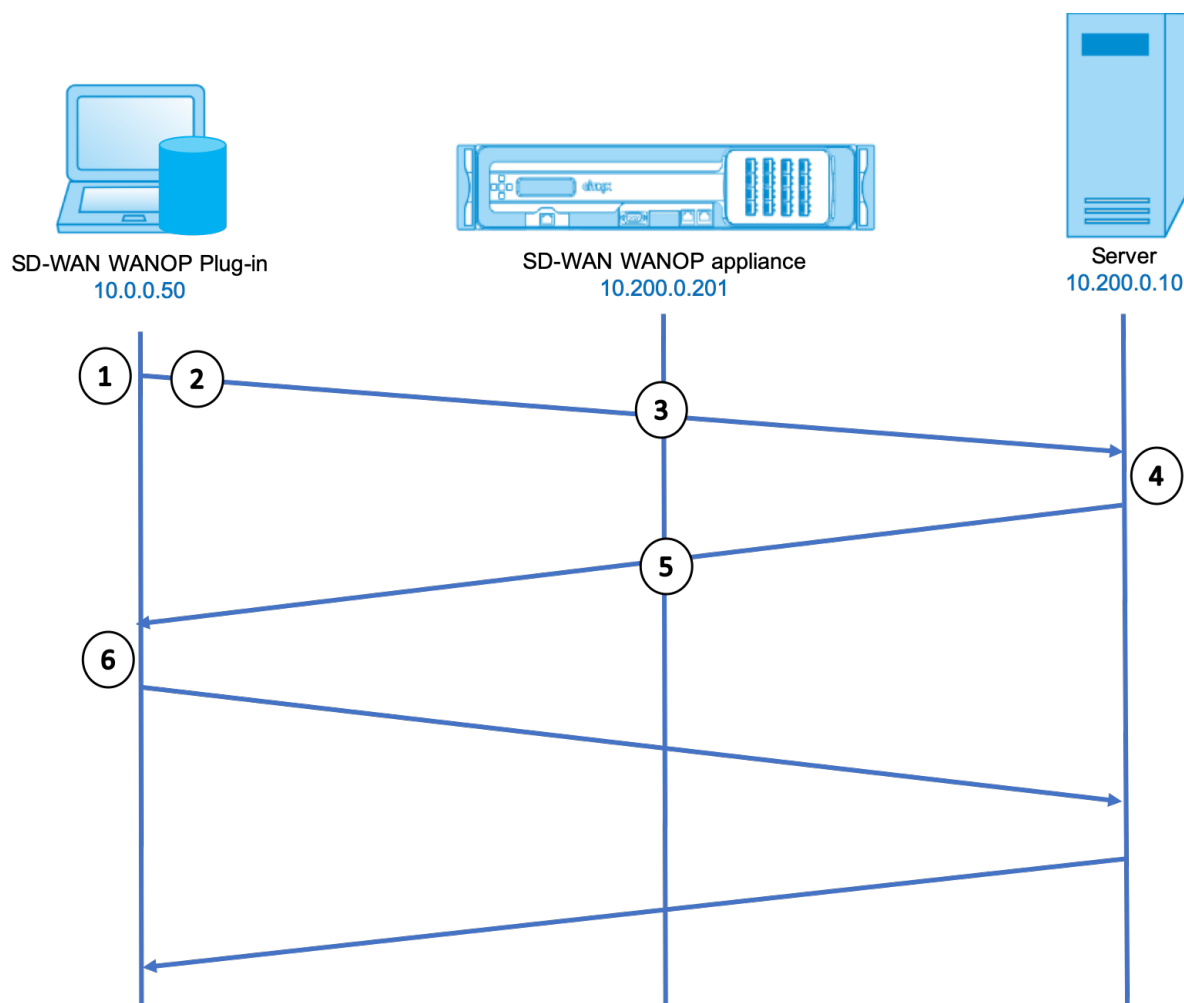 SD-WAN WANOP Plug-in
10.0.0.50
citrix
SD-WAN WANOP appliance
10.200.0.201
Server
10.200.0.10
1
2
3
4
5
6